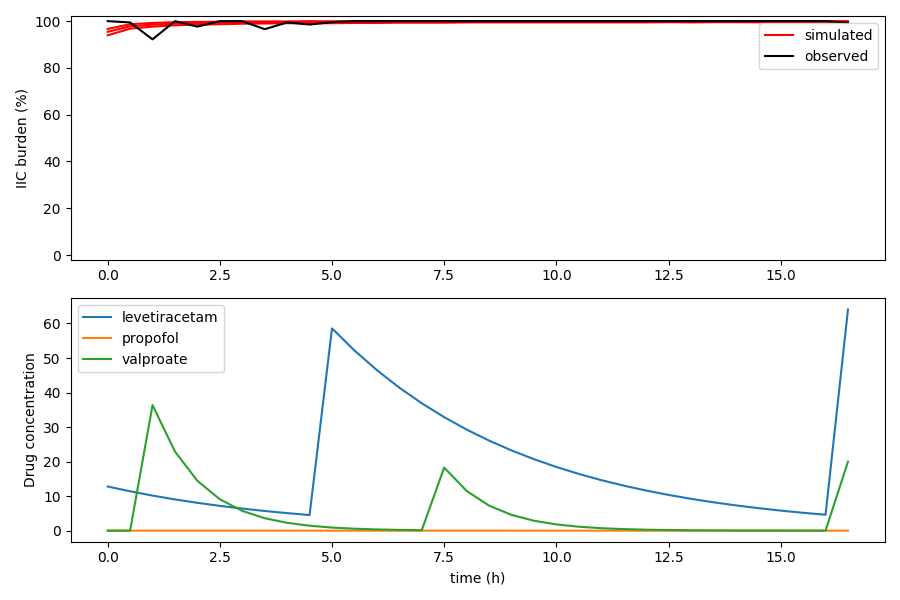 100
80
60
40
20
0
IIC burden (%)
simulated
observed
0.0 2.5 5.0 7.5 10.0 12.5 15.0
60
50
40
30
20
10
0
Drug concentration
levetiracetam
propofol
valproate
0.0 2.5 5.0 7.5 10.0 12.5 15.0
time (h)